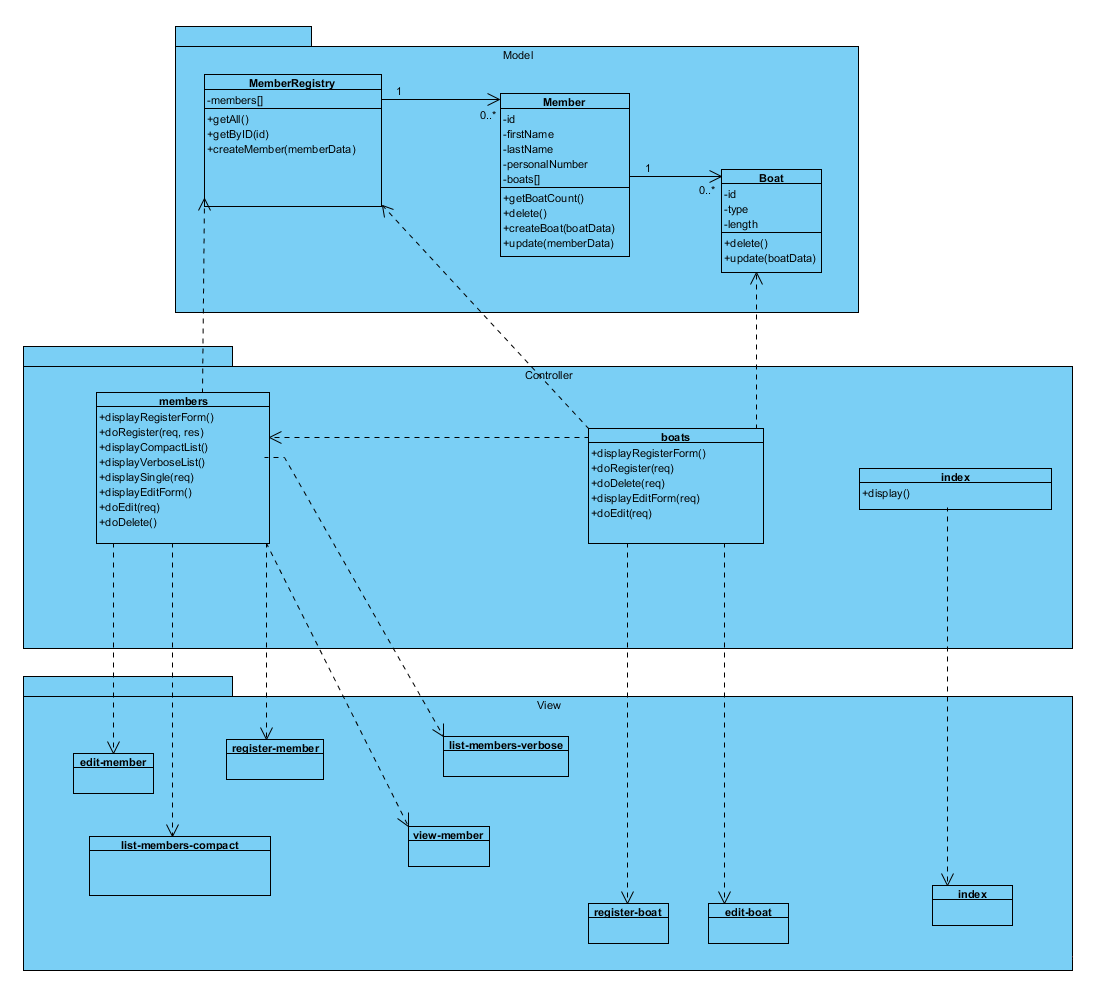 Model
MemberRegistry
-members[]
+getAll()
+getByID(id)
+createMember(memberData)
1
0..*
Member
-id
-firstName
-lastName
-personalNumber
-boats[]
+getBoatCount()
+delete()
+createBoat(boatData)
+update(memberData)
1
0..*
Boat
-id
-type
-length
+delete()
+update(boatData)
Controller
members
+displayRegisterForm()
+doRegister(req, res)
+displayCompactList()
+displayVerboseList()
+displaySingle(req)
+displayEditForm()
+doEdit(req)
+doDelete()
boats
+displayRegisterForm()
+doRegister(req)
+doDelete(req)
+displayEditForm(req)
+doEdit(req)
index
+display()
View
edit-member
register-member
list-members-verbose
list-members-compact
view-member
register-boat
edit-boat
index